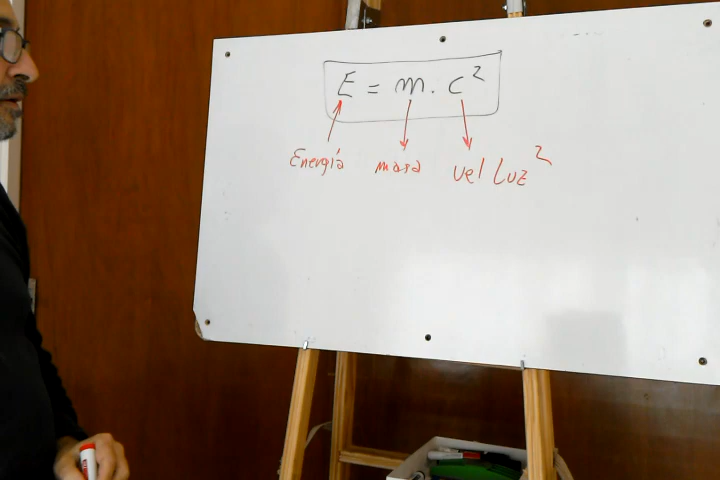 E = m . c²
Energía masa vel Luz²